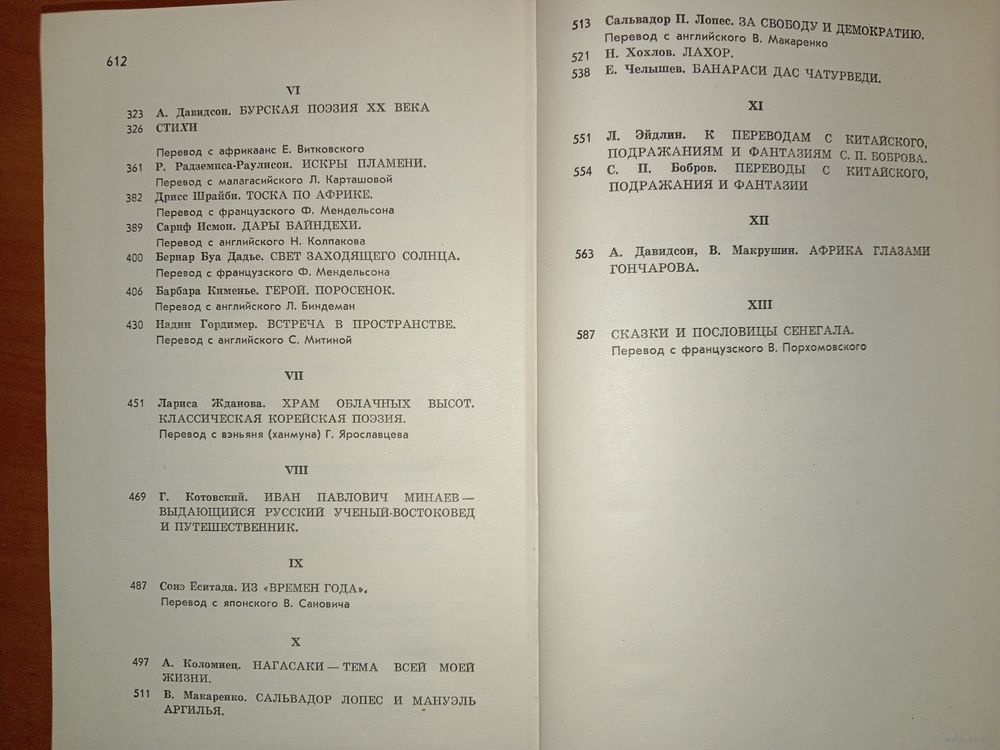 612
VI
323 А. Давидсон. БУРСКАЯ ПОЭЗИЯ XX ВЕКА
326 СТИХИ
Перевод с африкаанс Е. Витковского
361 Р. Радземиса-Раулисон. ИСКРЫ ПЛАМЕНИ.
Перевод с малагасийского Л. Карташовой
382 Дрисс Шрайби. ТОСКА ПО АФРИКЕ.
Перевод с французского Ф. Мендельсона
389 Сариф Исмон. ДАРЫ БАЙНДЕХИ.
Перевод с английского Н. Колпакова
400 Бернар Буа Дадье. СВЕТ ЗАХОДЯЩЕГО СОЛНЦА.
Перевод с французского Ф. Мендельсона
406 Барбара Кименье. ГЕРОЙ. ПОРОСЕНОК.
Перевод с английского Л. Биндеман
430 Надин Гордимер. ВСТРЕЧА В ПРОСТРАНСТВЕ.
Перевод с английского С. Митиной
VII
451 Лариса Жданова. ХРАМ ОБЛАЧНЫХ ВЫСОТ.
КЛАССИЧЕСКАЯ КОРЕЙСКАЯ ПОЭЗИЯ.
Перевод с вэньяня (ханмуна) Г. Ярославцева
VIII
469 Г. Котовский. ИВАН ПАВЛОВИЧ МИНАЕВ —
ВЫДАЮЩИЙСЯ РУССКИЙ УЧЕНЫЙ-ВОСТОКОВЕД
И ПУТЕШЕСТВЕННИК.
IX
487 Сонэ Ёситада. ИЗ «ВРЕМЕН ГОДА».
Перевод с японского В. Сановича
X
497 А. Коломиец. НАГАСАКИ — ТЕМА ВСЕЙ МОЕЙ
ЖИЗНИ.
511 В. Макаренко. САЛЬВАДОР ЛОПЕС И МАНУЭЛЬ
АРГИЛЬЯ.
513 Сальвадор П. Лопес. ЗА СВОБОДУ И ДЕМОКРАТИЮ.
Перевод с английского В. Макаренко
521 Н. Хохлов. ЛАХОР.
538 Е. Челышев. БАНАРАСИ ДАС ЧАТУРВЕДИ.
XI
551 Л. Эйдлин. К ПЕРЕВОДАМ С КИТАЙСКОГО,
ПОДРАЖАНИЯМ И ФАНТАЗИЯМ С. П. БОБРОВА.
554 С. П. Бобров. ПЕРЕВОДЫ С КИТАЙСКОГО,
ПОДРАЖАНИЯ И ФАНТАЗИИ
XII
563 А. Давидсон, В. Макрушин. АФРИКА ГЛАЗАМИ
ГОНЧАРОВА.
XIII
587 СКАЗКИ И ПОСЛОВИЦЫ СЕНЕГАЛА.
Перевод с французского В. Порхомовского